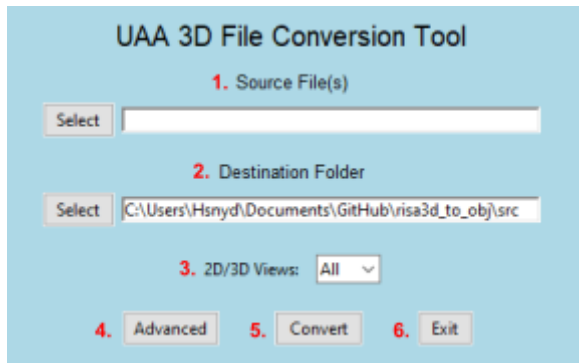 UAA 3D File Conversion Tool
1. Source File(s)
Select
2. Destination Folder
Select C:\Users\Hsnyd\Documents\GitHub\risa3d_to_obj\src
3. 2D/3D Views: All
4. Advanced 5. Convert 6. Exit